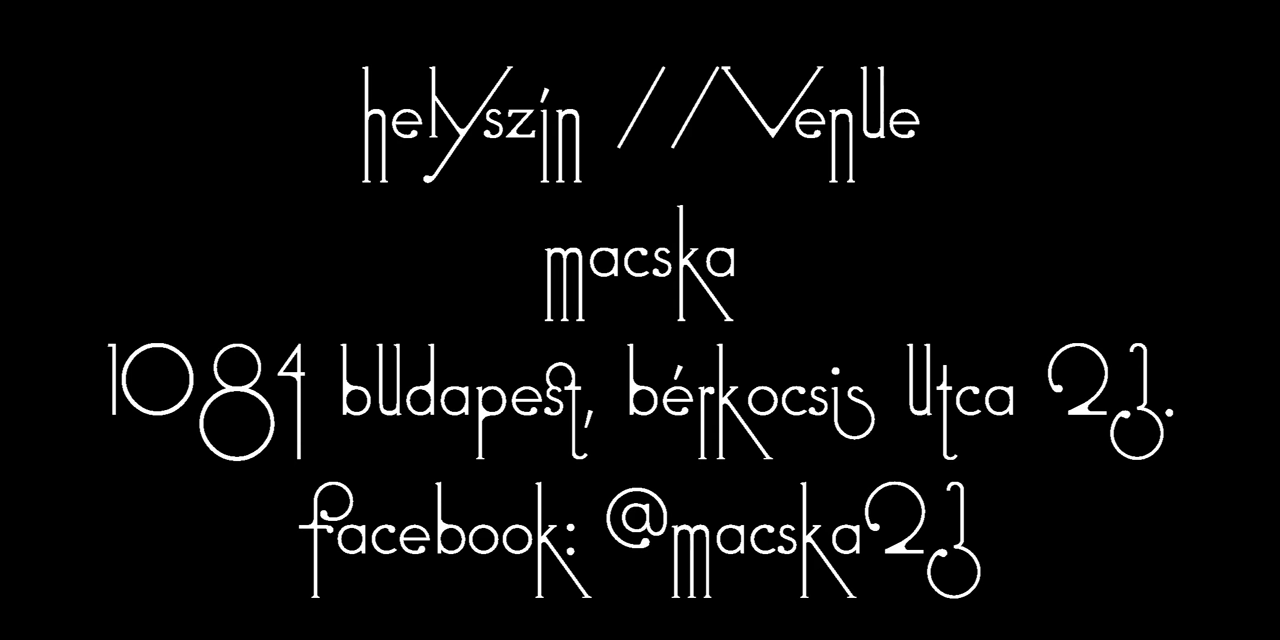 helyszín // venue
macska
1084 budapest, bérkocsis utca 23.
facebook: @macska23